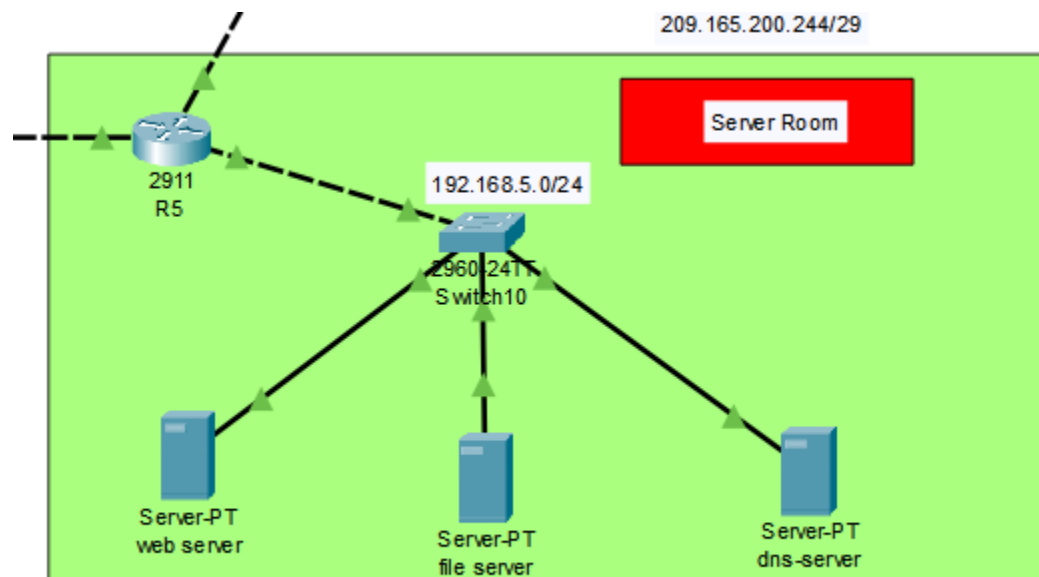 209.165.200.244/29
Server Room
2911
R5
192.168.5.0/24
2960-24TT
Switch10
Server-PT
web server
Server-PT
file server
Server-PT
dns-server